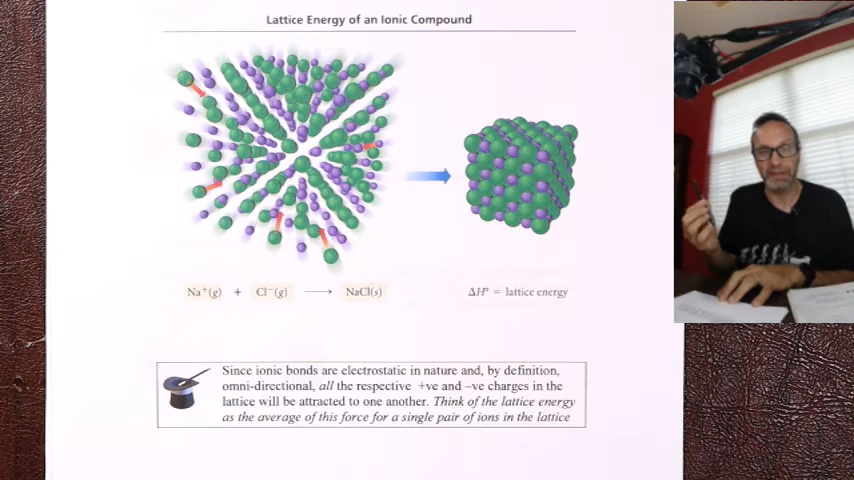 Lattice Energy of an Ionic Compound
Na⁺(g) + Cl⁻(g) ⟶ NaCl(s) ΔH° = lattice energy
Since ionic bonds are electrostatic in nature and, by definition,
omni-directional, all the respective +ve and –ve charges in the
lattice will be attracted to one another. Think of the lattice energy
as the average of this force for a single pair of ions in the lattice